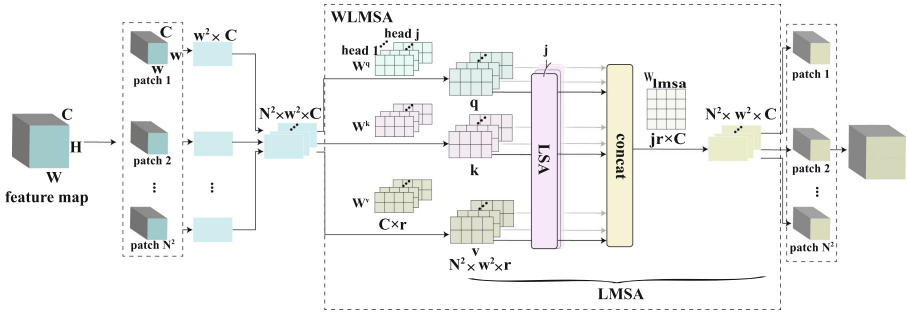 C
H
W
feature map
C
w
w
patch 1
patch 2
...
patch N²
w²× C
...
N²×w²×C
WLMSA
head j
head 1
W^q
W^k
W^v
C×r
q
k
v
N²× w²×r
j
LSA
concat
W_lmsa
jr×C
LMSA
N²× w²×C
patch 1
patch 2
...
patch N²